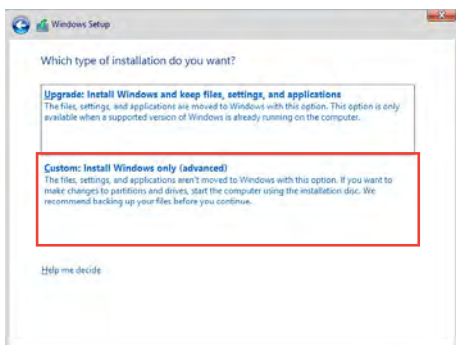 Windows Setup
Which type of installation do you want?
Upgrade: Install Windows and keep files, settings, and applications
The files, settings, and applications are moved to Windows with this option. This option is only
available when a supported version of Windows is already running on the computer.
Custom: Install Windows only (advanced)
The files, settings, and applications aren't moved to Windows with this option. If you want to
make changes to partitions and drives, start the computer using the installation disc. We
recommend backing up your files before you continue.
Help me decide